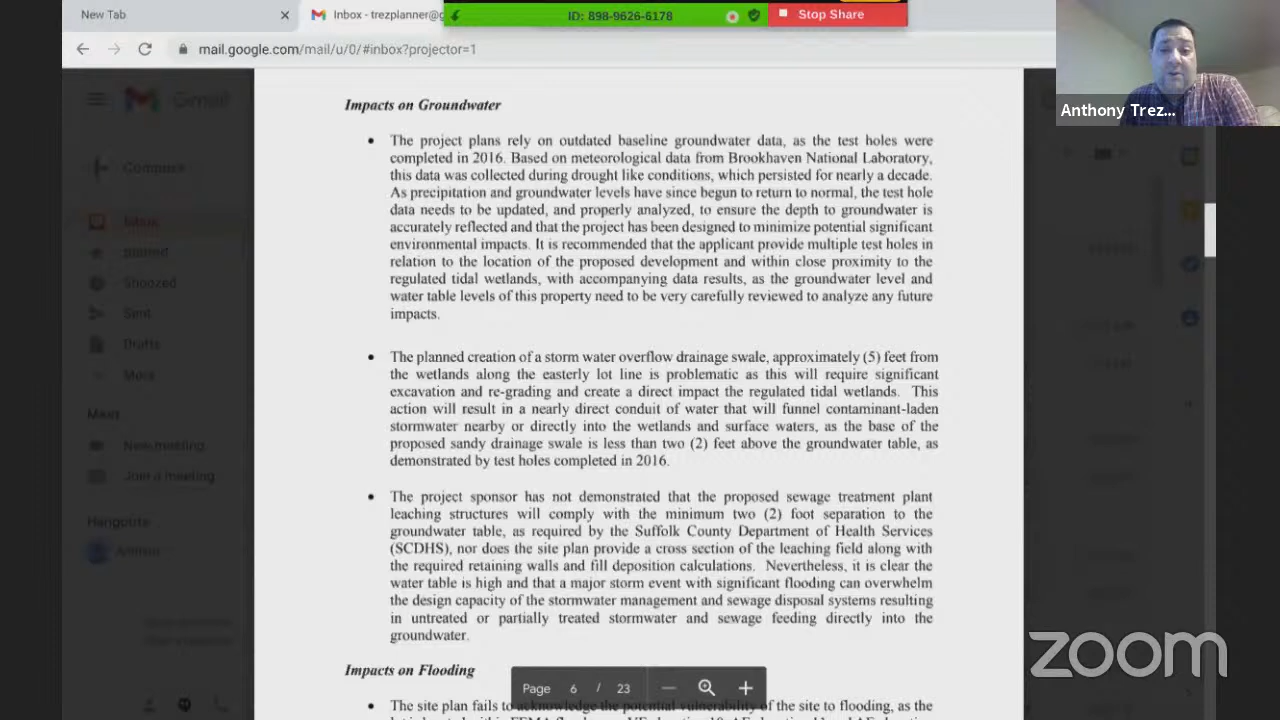 New Tab
Inbox - trezplanner@g
ID: 898-9626-6178
Stop Share
mail.google.com/mail/u/0/#inbox?projector=1
Anthony Trez...
Gmail
Compose
Inbox
Snoozed
Sent
Drafts
More
Meet
New meeting
Join a meeting
Hangouts
Impacts on Groundwater
• The project plans rely on outdated baseline groundwater data, as the test holes were
completed in 2016. Based on meteorological data from Brookhaven National Laboratory,
this data was collected during drought like conditions, which persisted for nearly a decade.
As precipitation and groundwater levels have since begun to return to normal, the test hole
data needs to be updated, and properly analyzed, to ensure the depth to groundwater is
accurately reflected and that the project has been designed to minimize potential significant
environmental impacts. It is recommended that the applicant provide multiple test holes in
relation to the location of the proposed development and within close proximity to the
regulated tidal wetlands, with accompanying data results, as the groundwater level and
water table levels of this property need to be very carefully reviewed to analyze any future
impacts.
• The planned creation of a storm water overflow drainage swale, approximately (5) feet from
the wetlands along the easterly lot line is problematic as this will require significant
excavation and re-grading and create a direct impact the regulated tidal wetlands. This
action will result in a nearly direct conduit of water that will funnel contaminant-laden
stormwater nearby or directly into the wetlands and surface waters, as the base of the
proposed sandy drainage swale is less than two (2) feet above the groundwater table, as
demonstrated by test holes completed in 2016.
• The project sponsor has not demonstrated that the proposed sewage treatment plant
leaching structures will comply with the minimum two (2) foot separation to the
groundwater table, as required by the Suffolk County Department of Health Services
(SCDHS), nor does the site plan provide a cross section of the leaching field along with
the required retaining walls and fill deposition calculations. Nevertheless, it is clear the
water table is high and that a major storm event with significant flooding can overwhelm
the design capacity of the stormwater management and sewage disposal systems resulting
in untreated or partially treated stormwater and sewage feeding directly into the
groundwater.
Impacts on Flooding
• The site plan fails to acknowledge the potential vulnerability of the site to flooding, as the
Page 6 / 23
zoom